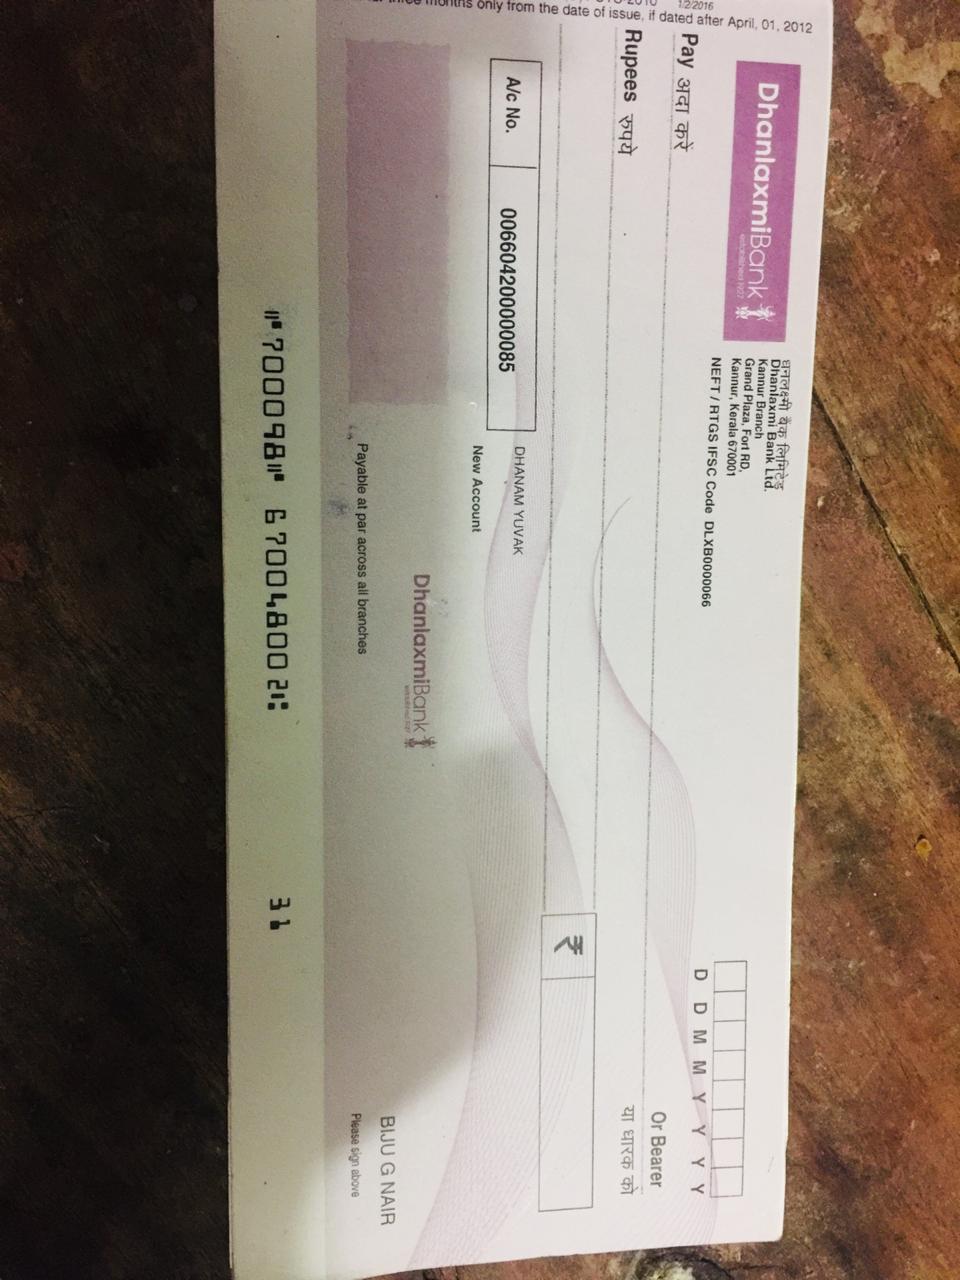 months only from the date of issue, if dated after April, 01, 2012
1/2/2016
DhanlaxmiBank
established 1927
धनलक्ष्मी बैंक लिमिटेड
Dhanlaxmi Bank Ltd.
Kannur Branch
Grand Plaza, Fort RD,
Kannur, Kerala 670001
NEFT / RTGS IFSC Code DLXB0000066
D D M M Y Y Y Y
Pay अदा करें
Or Bearer
या धारक को
Rupees रुपये
₹
A/c No. 006604200000085
DHANAM YUVAK
New Account
DhanlaxmiBank
Payable at par across all branches
BIJU G NAIR
Please sign above
⑈700098⑈ 670048002⑆ 31